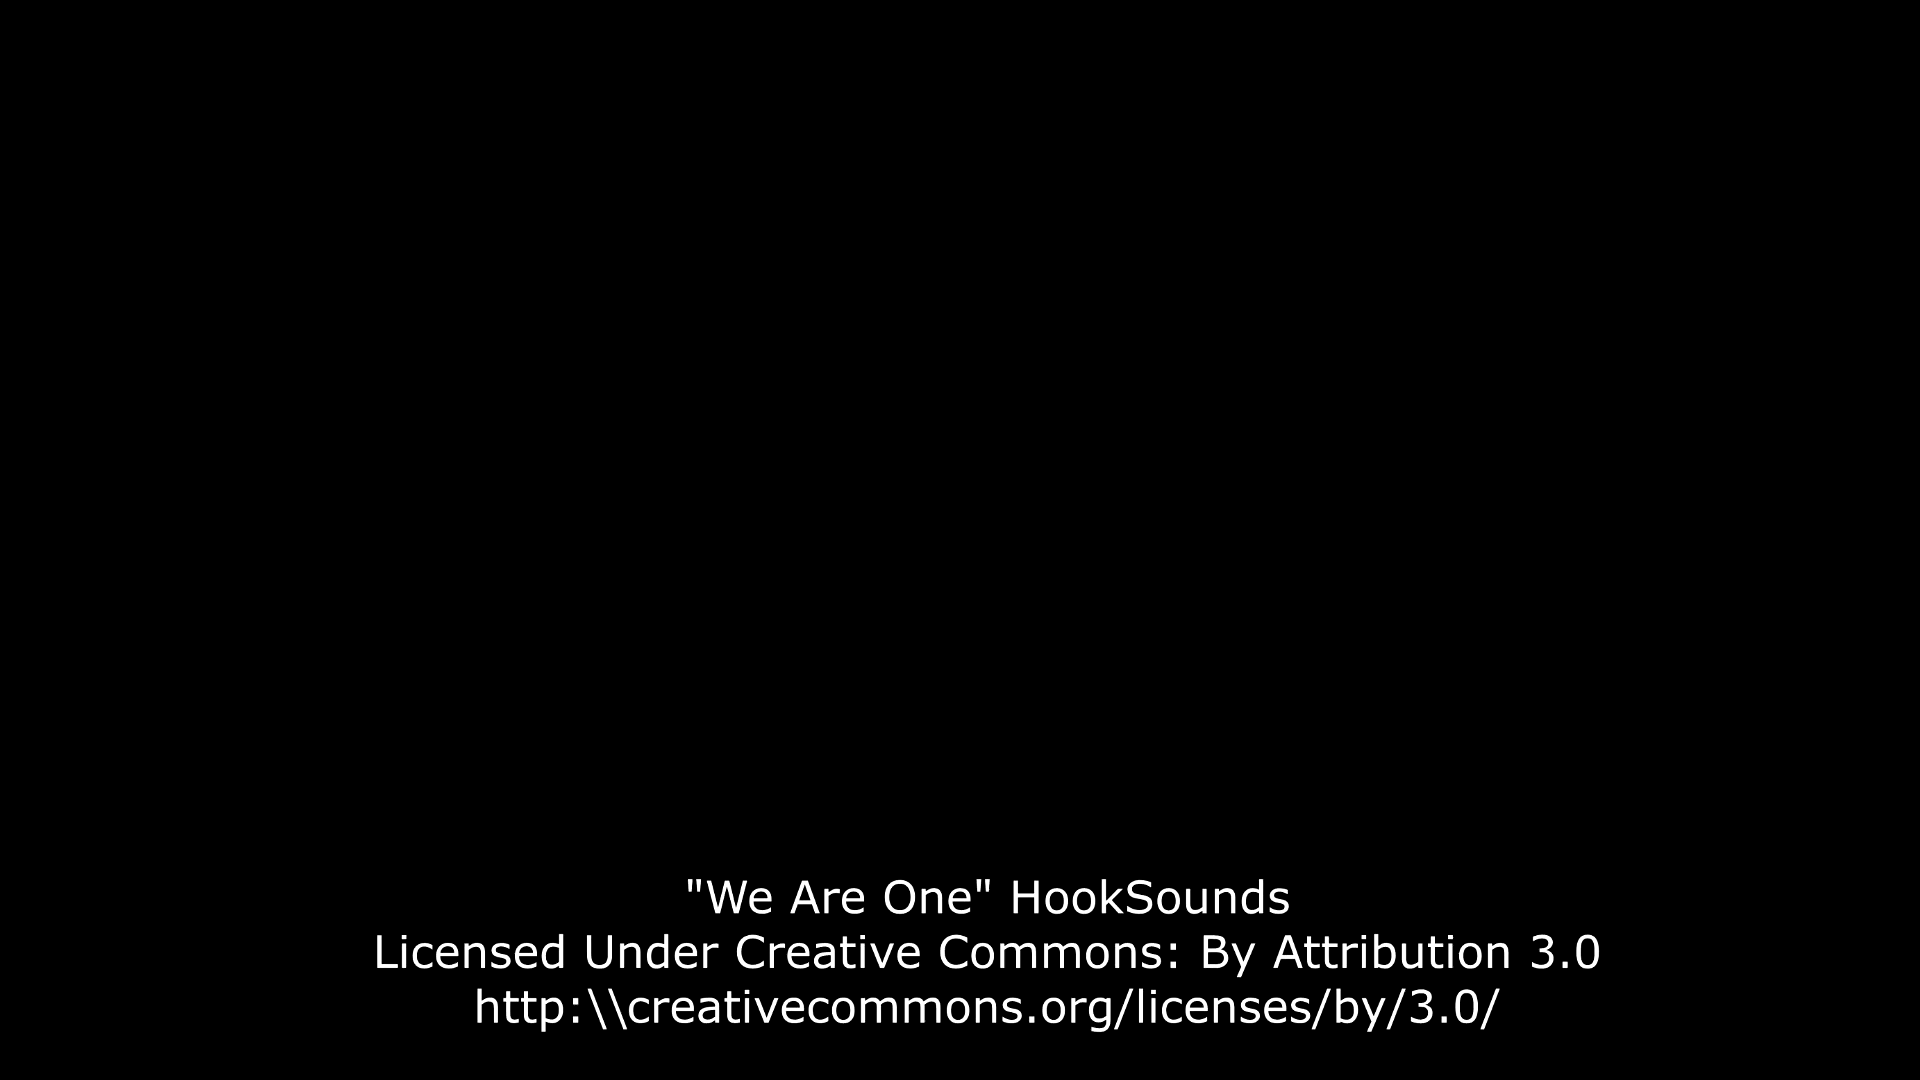 "We Are One" HookSounds
Licensed Under Creative Commons: By Attribution 3.0
http:\\creativecommons.org/licenses/by/3.0/